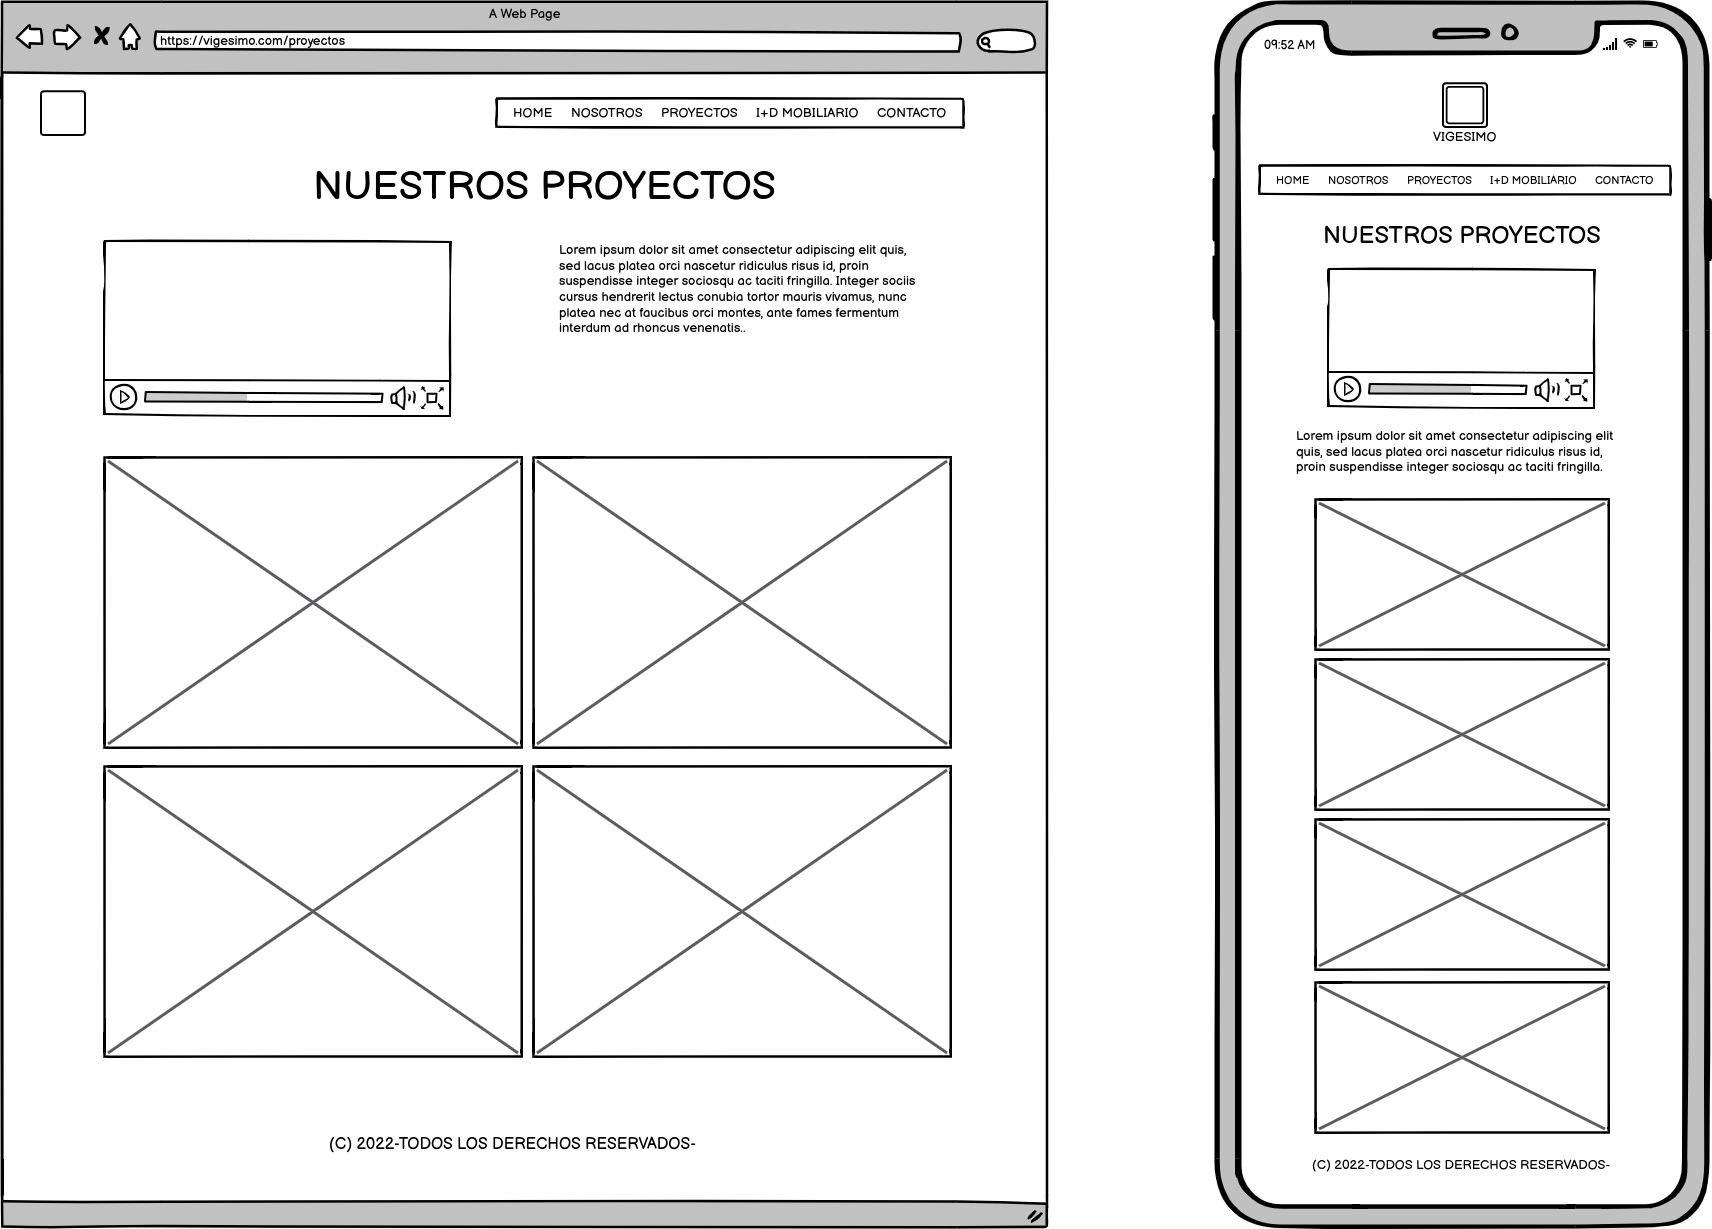 A Web Page
https://vigesimo.com/proyectos
HOME NOSOTROS PROYECTOS I+D MOBILIARIO CONTACTO
NUESTROS PROYECTOS
Lorem ipsum dolor sit amet consectetur adipiscing elit quis,
sed lacus platea orci nascetur ridiculus risus id, proin
suspendisse integer sociosqu ac taciti fringilla. Integer sociis
cursus hendrerit lectus conubia tortor mauris vivamus, nunc
platea nec at faucibus orci montes, ante fames fermentum
interdum ad rhoncus venenatis..
(C) 2022-TODOS LOS DERECHOS RESERVADOS-
09:52 AM
VIGESIMO
HOME NOSOTROS PROYECTOS I+D MOBILIARIO CONTACTO
NUESTROS PROYECTOS
Lorem ipsum dolor sit amet consectetur adipiscing elit
quis, sed lacus platea orci nascetur ridiculus risus id,
proin suspendisse integer sociosqu ac taciti fringilla.
(C) 2022-TODOS LOS DERECHOS RESERVADOS-